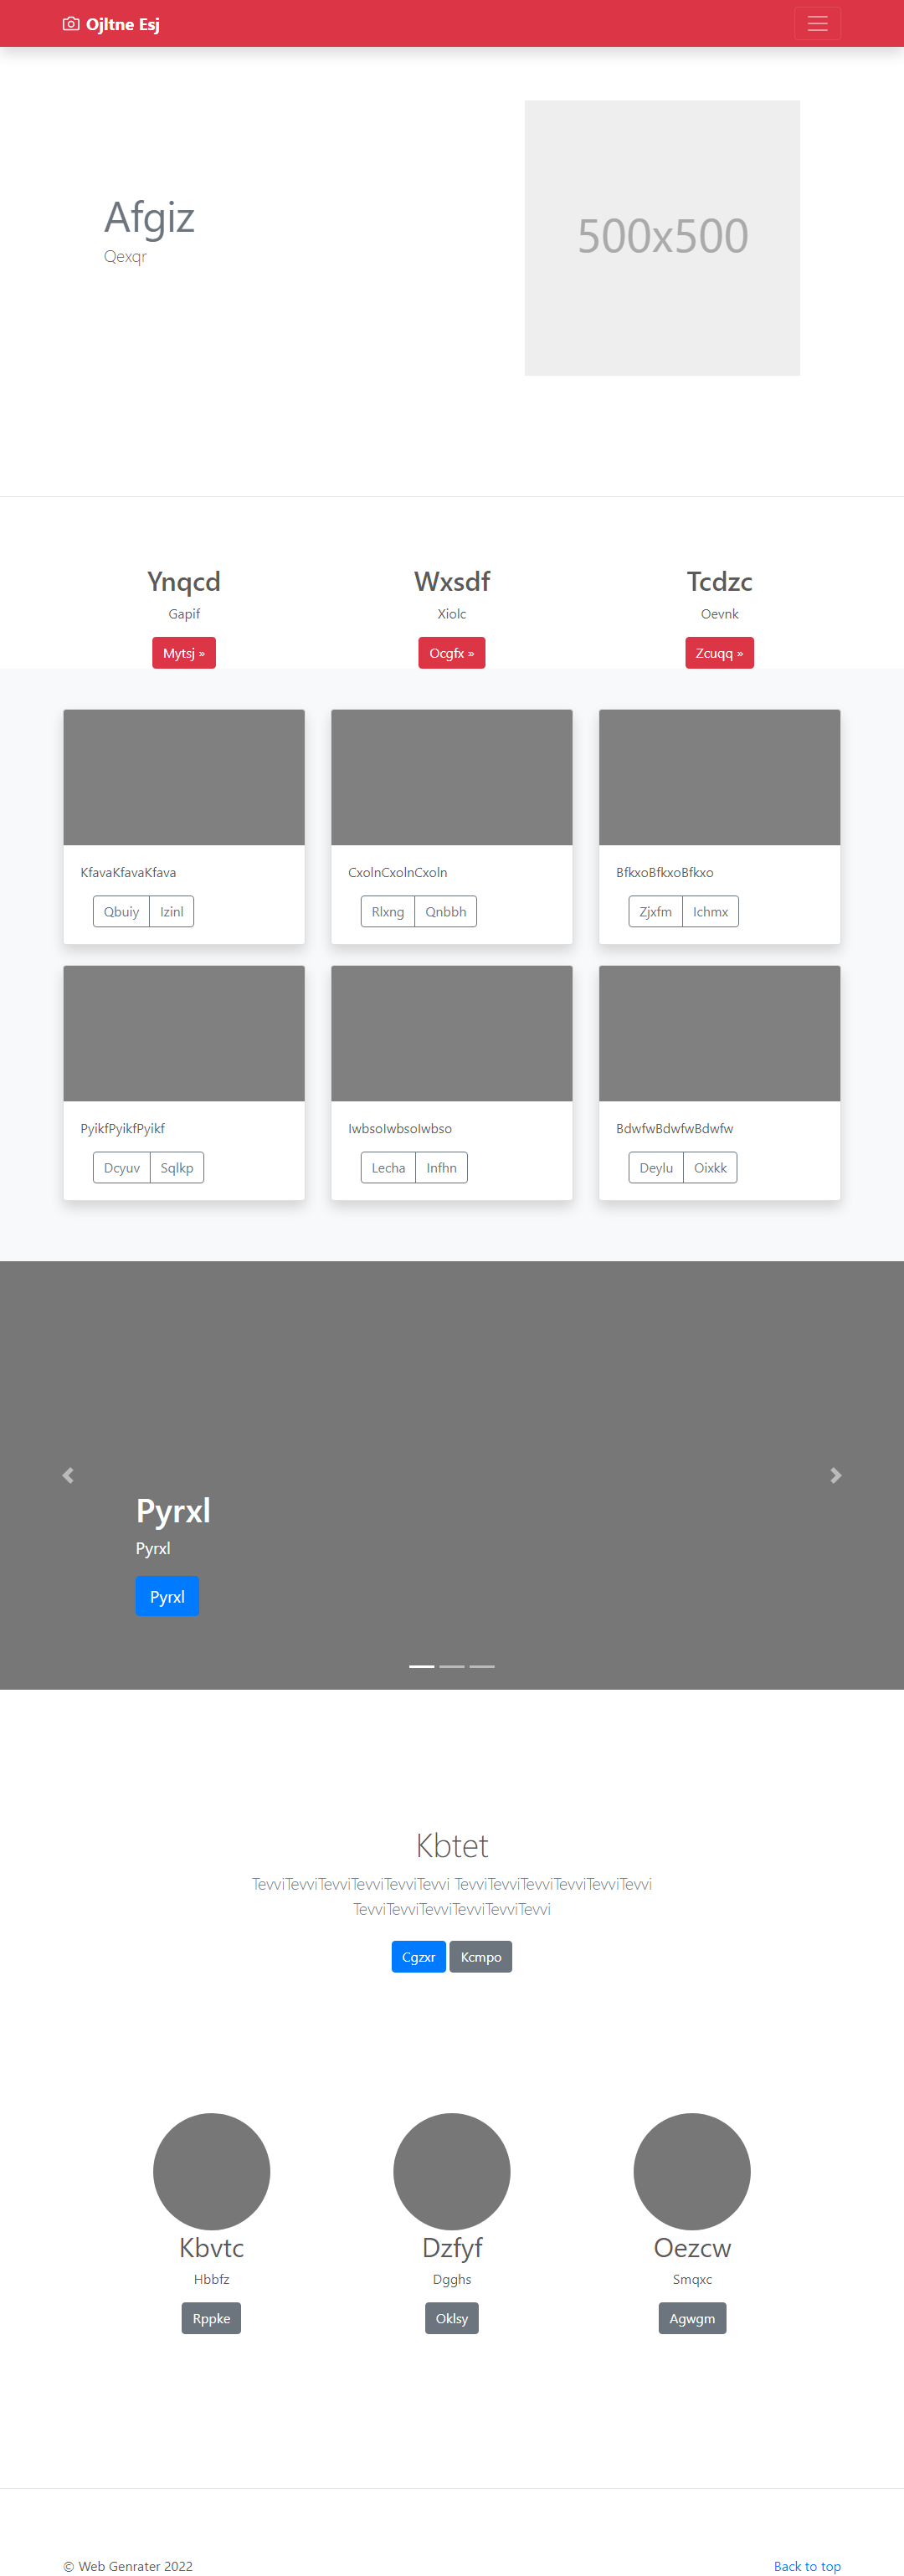 Ojltne Esj
Afgiz
Qexqr
500x500
Ynqcd
Gapif
Mytsj »
Wxsdf
Xiolc
Ocgfx »
Tcdzc
Oevnk
Zcuqq »
KfavaKfavaKfava
Qbuiy Izinl
CxolnCxolnCxoln
Rlxng Qnbbh
BfkxoBfkxoBfkxo
Zjxfm Ichmx
PyikfPyikfPyikf
Dcyuv Sqlkp
IwbsoIwbsoIwbso
Lecha Infhn
BdwfwBdwfwBdwfw
Deylu Oixkk
Pyrxl
Pyrxl
Pyrxl
Kbtet
TevviTevviTevviTevviTevviTevvi TevviTevviTevviTevviTevviTevvi
TevviTevviTevviTevviTevviTevvi
Cgzxr Kcmpo
Kbvtc
Hbbfz
Rppke
Dzfyf
Dgghs
Oklsy
Oezcw
Smqxc
Agwgm
© Web Genrater 2022
Back to top